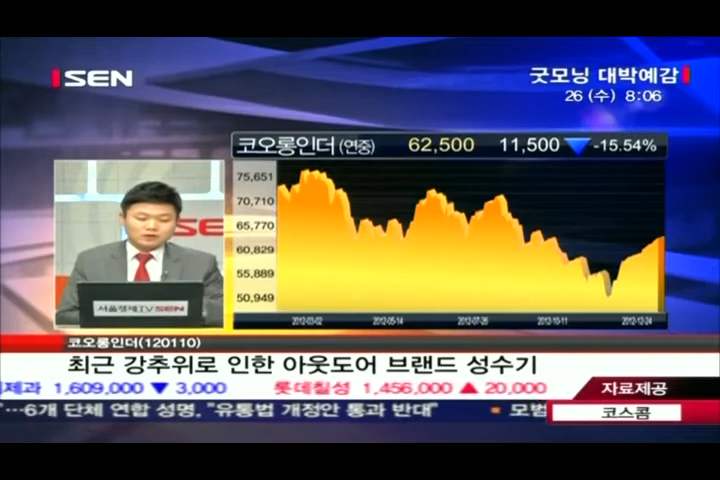 SEN
굿모닝 대박예감
26 (수) 8:06
코오롱인더 (연중) 62,500 11,500 ▼ -15.54%
75,651
70,710
65,770
60,829
55,889
50,949
2012-03-02 2012-05-14 2012-07-26 2012-10-11 2012-12-24
SEN
서울경제TV SEN
코오롱인더(120110)
최근 강추위로 인한 아웃도어 브랜드 성수기
제과 1,609,000 ▼ 3,000 롯데칠성 1,456,000 ▲ 20,000
자료제공
코스콤
…6개 단체 연합 성명, "유통법 개정안 통과 반대" 모범